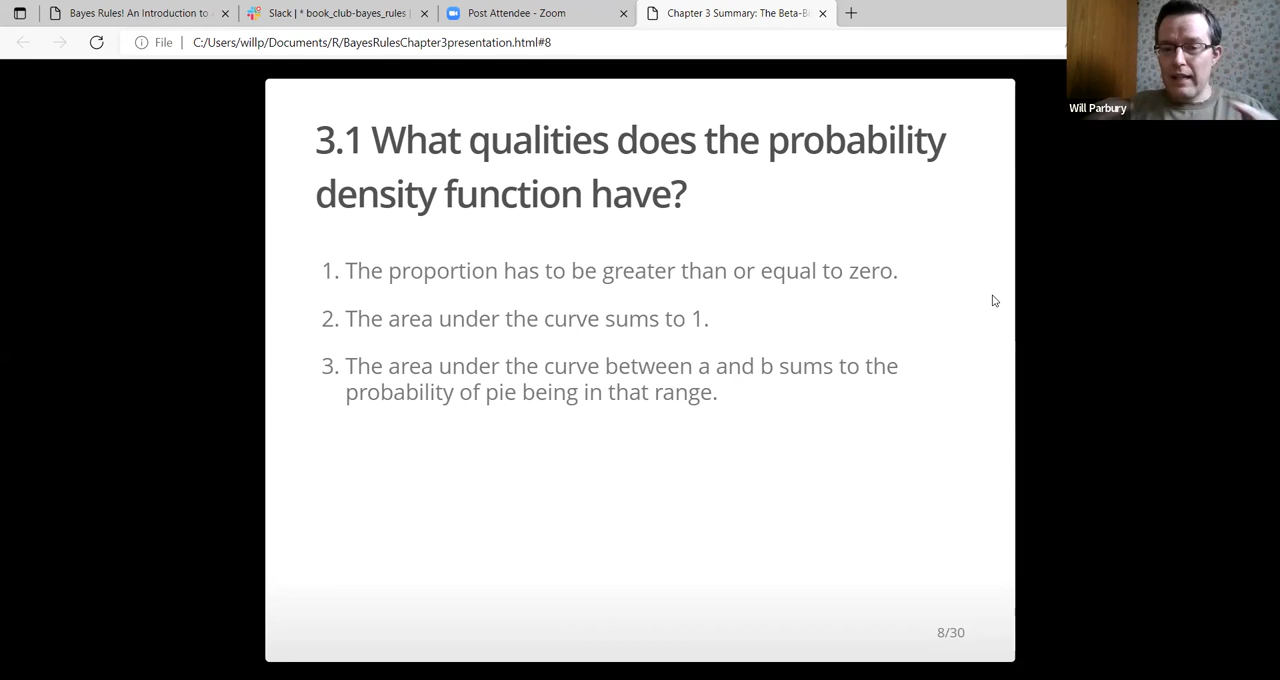 Bayes Rules! An Introduction to
Slack | * book_club-bayes_rules |
Post Attendee - Zoom
Chapter 3 Summary: The Beta-Bi
File
C:/Users/willp/Documents/R/BayesRulesChapter3presentation.html#8
Will Parbury
3.1 What qualities does the probability
density function have?
1. The proportion has to be greater than or equal to zero.
2. The area under the curve sums to 1.
3. The area under the curve between a and b sums to the
probability of pie being in that range.
8/30